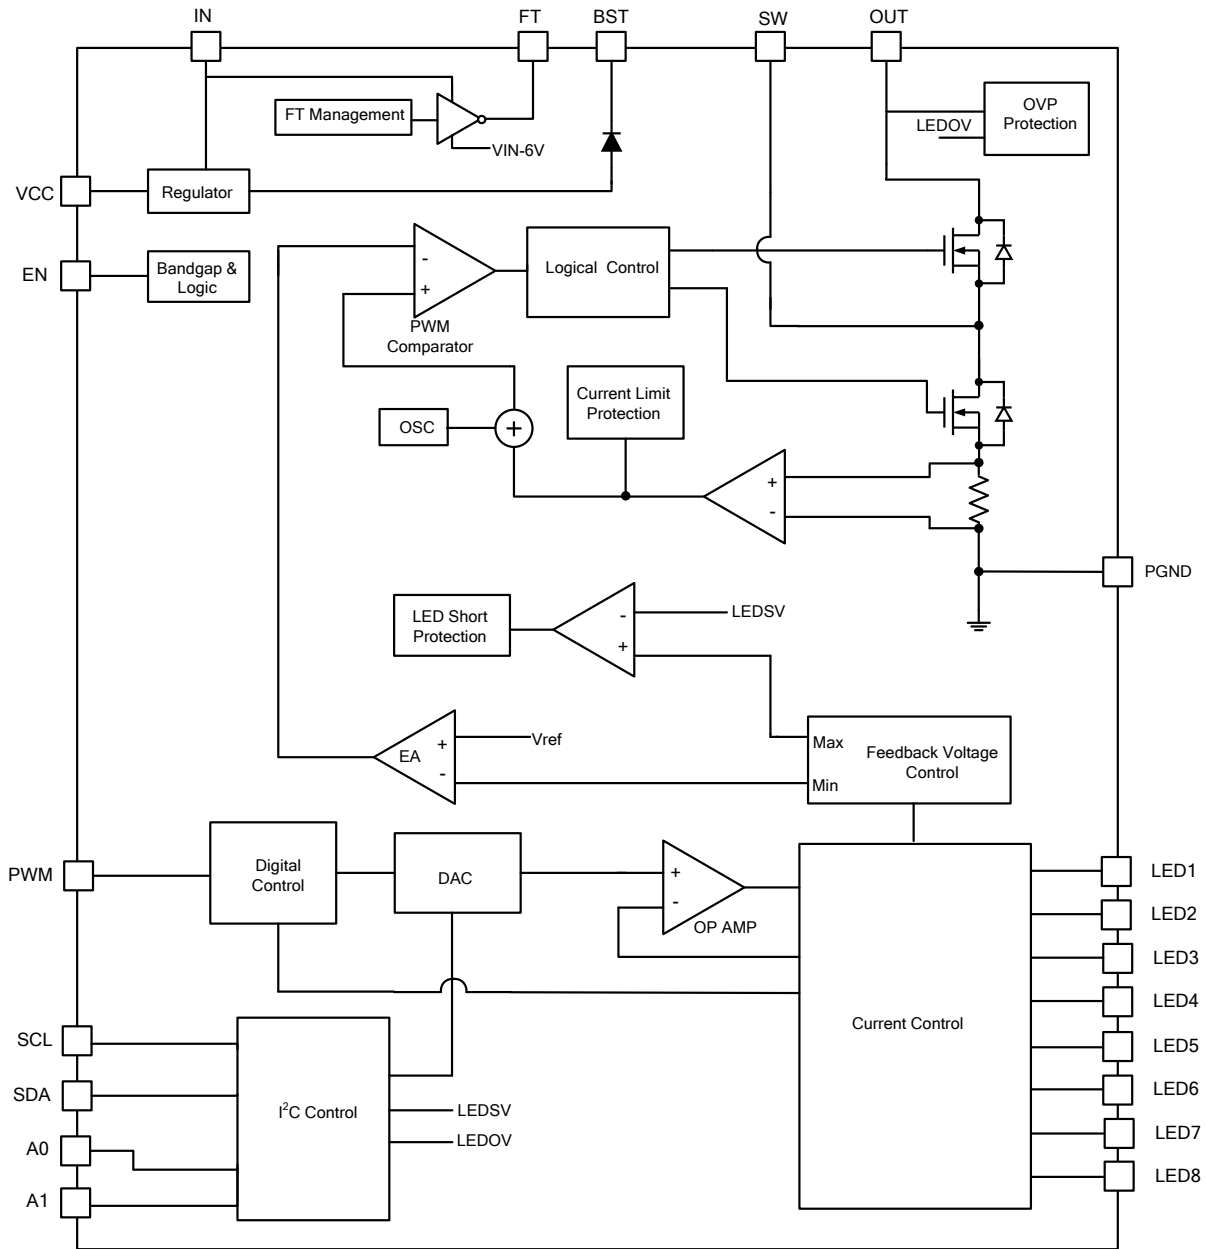 IN
FT
BST
SW
OUT
FT Management
VIN-6V
OVP
Protection
LEDOV
VCC
Regulator
EN
Bandgap &
Logic
-
+
PWM
Comparator
Logical Control
OSC
+
Current Limit
Protection
+
-
PGND
LED Short
Protection
-
+
LEDSV
EA
+
-
Vref
Max
Min
Feedback Voltage
Control
PWM
Digital
Control
DAC
+
-
OP AMP
Current Control
LED1
LED2
LED3
LED4
LED5
LED6
LED7
LED8
SCL
SDA
A0
A1
I²C Control
LEDSV
LEDOV